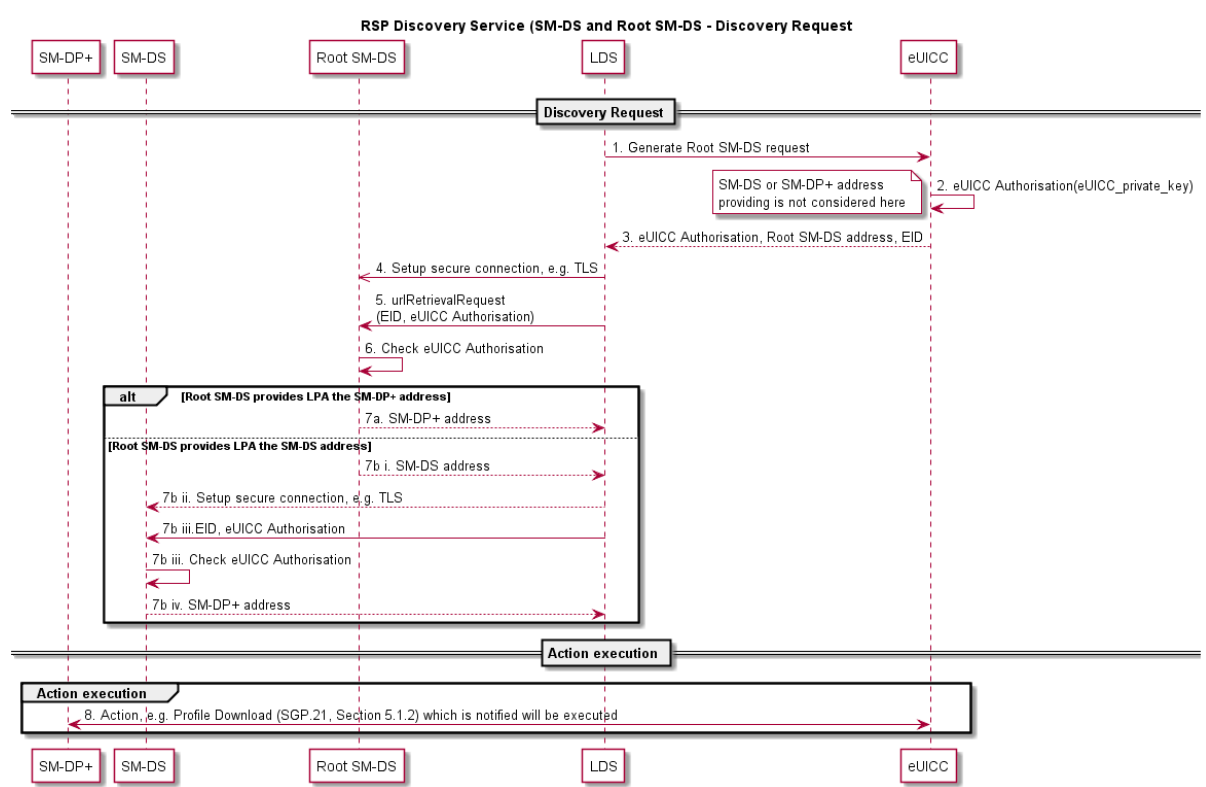 RSP Discovery Service (SM-DS and Root SM-DS - Discovery Request
SM-DP+ SM-DS Root SM-DS LDS eUICC
Discovery Request
1. Generate Root SM-DS request
SM-DS or SM-DP+ address
providing is not considered here
2. eUICC Authorisation(eUICC_private_key)
3. eUICC Authorisation, Root SM-DS address, EID
4. Setup secure connection, e.g. TLS
5. urlRetrievalRequest
(EID, eUICC Authorisation)
6. Check eUICC Authorisation
alt [Root SM-DS provides LPA the SM-DP+ address]
7a. SM-DP+ address
[Root SM-DS provides LPA the SM-DS address]
7b i. SM-DS address
7b ii. Setup secure connection, e.g. TLS
7b iii.EID, eUICC Authorisation
7b iii. Check eUICC Authorisation
7b iv. SM-DP+ address
Action execution
Action execution
8. Action, e.g. Profile Download (SGP.21, Section 5.1.2) which is notified will be executed
SM-DP+ SM-DS Root SM-DS LDS eUICC